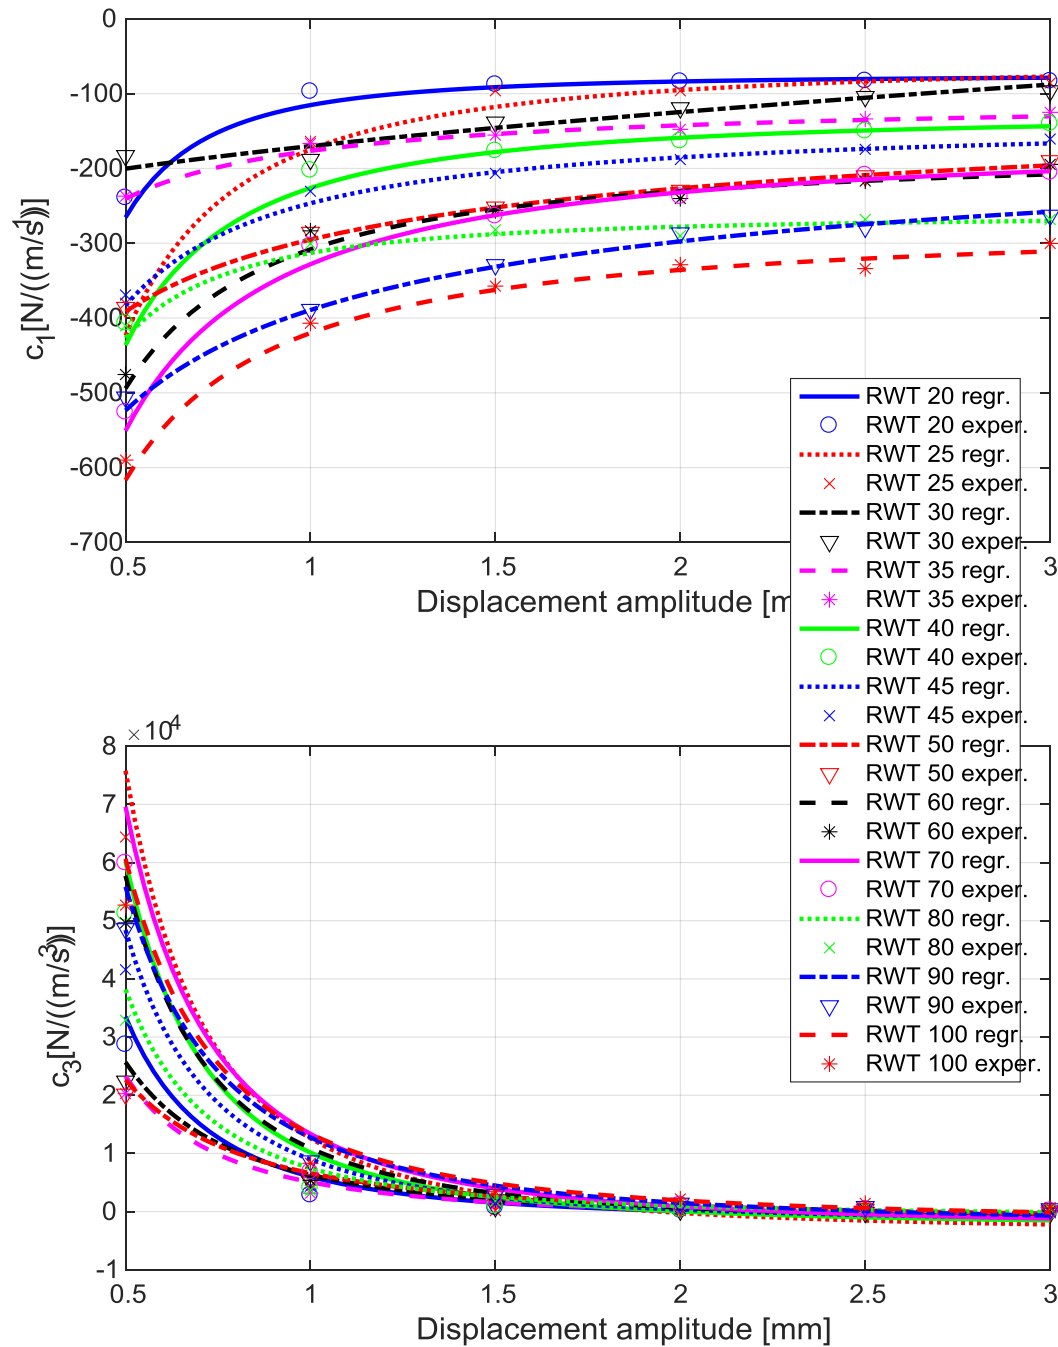 0
-100
-200
-300
-400
-500
-600
-700
c1[N/((m/s)1)]
0.5
1
1.5
2
3
Displacement amplitude [m
RWT 20 regr.
RWT 20 exper.
RWT 25 regr.
RWT 25 exper.
RWT 30 regr.
RWT 30 exper.
RWT 35 regr.
RWT 35 exper.
RWT 40 regr.
RWT 40 exper.
RWT 45 regr.
RWT 45 exper.
RWT 50 regr.
RWT 50 exper.
RWT 60 regr.
RWT 60 exper.
RWT 70 regr.
RWT 70 exper.
RWT 80 regr.
RWT 80 exper.
RWT 90 regr.
RWT 90 exper.
RWT 100 regr.
RWT 100 exper.
×10^4
8
7
6
5
4
3
2
1
0
-1
c3[N/((m/s)3)]
0.5
1
1.5
2
2.5
3
Displacement amplitude [mm]